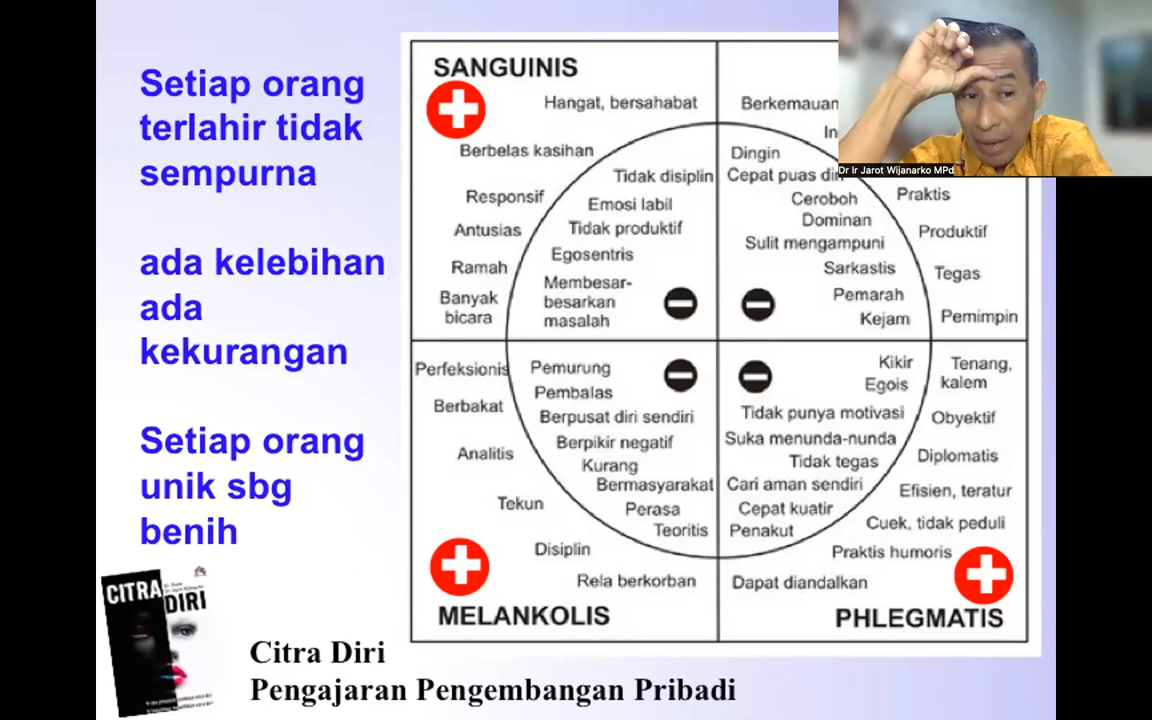 Setiap orang
terlahir tidak
sempurna
ada kelebihan
ada
kekurangan
Setiap orang
unik sbg
benih
SANGUINIS
Hangat, bersahabat
Berbelas kasihan
Responsif
Antusias
Ramah
Banyak
bicara
Tidak disiplin
Emosi labil
Tidak produktif
Egosentris
Membesar-
besarkan
masalah
Berkemauan
Dingin
Cepat puas diri
Ceroboh
Dominan
Sulit mengampuni
Sarkastis
Pemarah
Kejam
Praktis
Produktif
Tegas
Pemimpin
Dr Ir Jarot Wijanarko MPd
Perfeksionis
Berbakat
Analitis
Tekun
Disiplin
Rela berkorban
Pemurung
Pembalas
Berpusat diri sendiri
Berpikir negatif
Kurang
Bermasyarakat
Perasa
Teoritis
MELANKOLIS
Kikir
Egois
Tidak punya motivasi
Suka menunda-nunda
Tidak tegas
Cari aman sendiri
Cepat kuatir
Penakut
Tenang,
kalem
Obyektif
Diplomatis
Efisien, teratur
Cuek, tidak peduli
Praktis humoris
Dapat diandalkan
PHLEGMATIS
CITRA
DIRI
Citra Diri
Pengajaran Pengembangan Pribadi